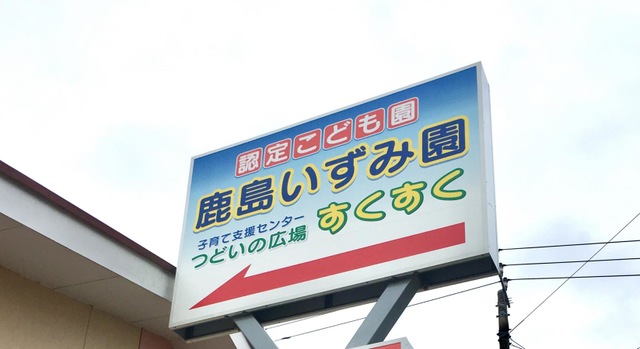 認定こども園
鹿島いずみ園
子育て支援センター
つどいの広場 すくすく